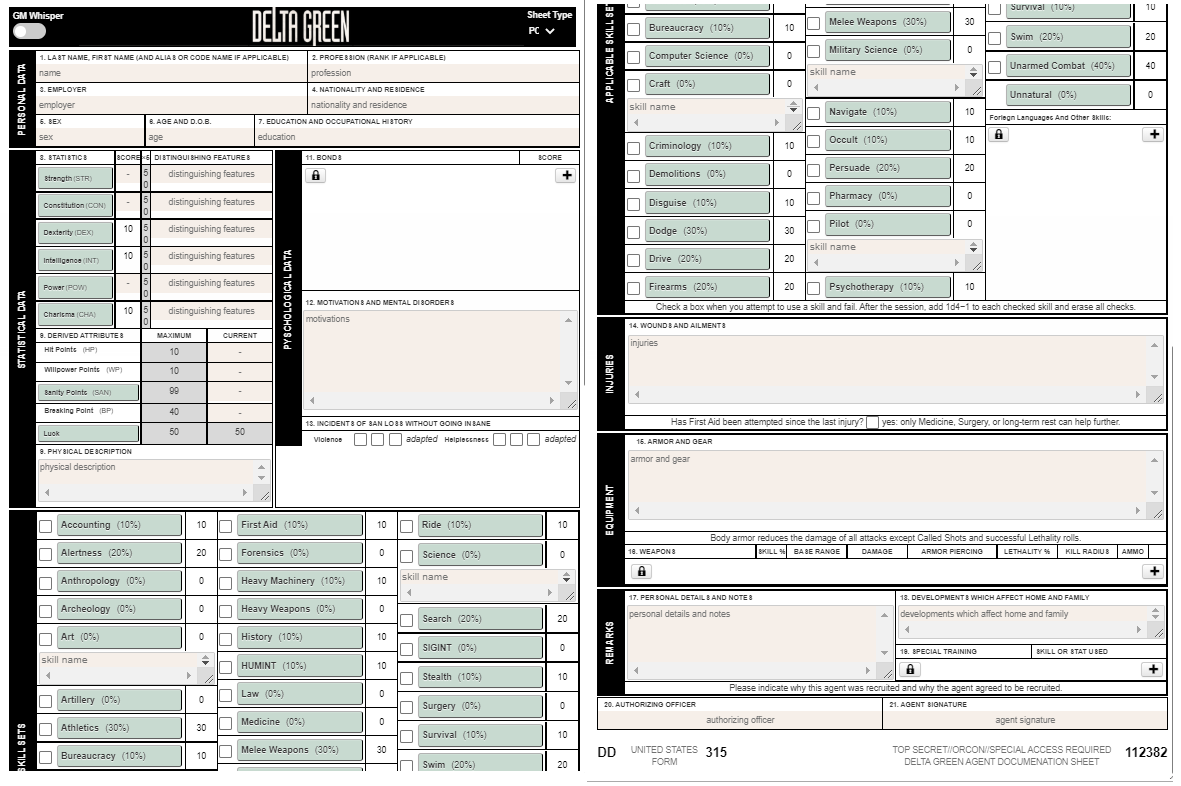 GM Whisper
DELTA GREEN
Sheet Type
PC
PERSONAL DATA
1. LAST NAME, FIRST NAME (AND ALIAS OR CODE NAME IF APPLICABLE)
2. PROFESSION (RANK IF APPLICABLE)
name
profession
3. EMPLOYER
4. NATIONALITY AND RESIDENCE
employer
nationality and residence
5. SEX
6. AGE AND D.O.B.
7. EDUCATION AND OCCUPATIONAL HISTORY
sex
age
education
STATISTICAL DATA
8. STATISTICS SCORE ×5 DISTINGUISHING FEATURES
Strength (STR) - 50 distinguishing features
Constitution (CON) - 50 distinguishing features
Dexterity (DEX) 10 50 distinguishing features
Intelligence (INT) 10 50 distinguishing features
Power (POW) - 50 distinguishing features
Charisma (CHA) 10 50 distinguishing features
9. DERIVED ATTRIBUTES MAXIMUM CURRENT
Hit Points (HP) 10 -
Willpower Points (WP) 10 -
Sanity Points (SAN) 99 -
Breaking Point (BP) 40 -
Luck 50 50
9. PHYSICAL DESCRIPTION
physical description
PYSCHOLOGICAL DATA
11. BONDS SCORE
12. MOTIVATIONS AND MENTAL DISORDERS
motivations
13. INCIDENTS OF SAN LOSS WITHOUT GOING INSANE
Violence adapted Helplessness adapted
SKILL SETS
Accounting (10%) 10
Alertness (20%) 20
Anthropology (0%) 0
Archeology (0%) 0
Art (0%) 0
skill name
Artillery (0%) 0
Athletics (30%) 30
Bureaucracy (10%) 10
First Aid (10%) 10
Forensics (0%) 0
Heavy Machinery (10%) 10
Heavy Weapons (0%) 0
History (10%) 10
HUMINT (10%) 10
Law (0%) 0
Medicine (0%) 0
Melee Weapons (30%) 30
Ride (10%) 10
Science (0%) 0
skill name
Search (20%) 20
SIGINT (0%) 0
Stealth (10%) 10
Surgery (0%) 0
Survival (10%) 10
Swim (20%) 20
APPLICABLE SKILL SET
Bureaucracy (10%) 10
Computer Science (0%) 0
Craft (0%) 0
skill name
Criminology (10%) 10
Demolitions (0%) 0
Disguise (10%) 10
Dodge (30%) 30
Drive (20%) 20
Firearms (20%) 20
Melee Weapons (30%) 30
Military Science (0%) 0
skill name
Navigate (10%) 10
Occult (10%) 10
Persuade (20%) 20
Pharmacy (0%) 0
Pilot (0%) 0
skill name
Psychotherapy (10%) 10
Survival (10%) 10
Swim (20%) 20
Unarmed Combat (40%) 40
Unnatural (0%) 0
Foreign Languages And Other Skills:
Check a box when you attempt to use a skill and fail. After the session, add 1d4−1 to each checked skill and erase all checks.
INJURIES
14. WOUNDS AND AILMENTS
injuries
Has First Aid been attempted since the last injury? yes: only Medicine, Surgery, or long-term rest can help further.
EQUIPMENT
15. ARMOR AND GEAR
armor and gear
Body armor reduces the damage of all attacks except Called Shots and successful Lethality rolls.
16. WEAPONS SKILL % BASE RANGE DAMAGE ARMOR PIERCING LETHALITY % KILL RADIUS AMMO
REMARKS
17. PERSONAL DETAILS AND NOTES
personal details and notes
18. DEVELOPMENTS WHICH AFFECT HOME AND FAMILY
developments which affect home and family
19. SPECIAL TRAINING SKILL OR STAT USED
Please indicate why this agent was recruited and why the agent agreed to be recruited.
20. AUTHORIZING OFFICER
21. AGENT SIGNATURE
authorizing officer
agent signature
DD UNITED STATES FORM 315
TOP SECRET//ORCON//SPECIAL ACCESS REQUIRED
DELTA GREEN AGENT DOCUMENATION SHEET
112382